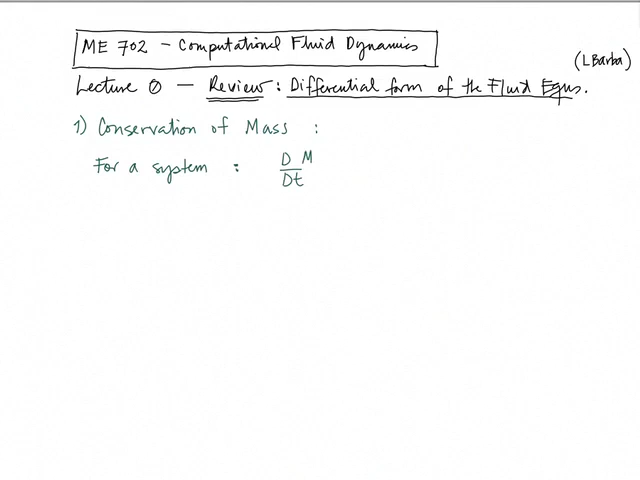 ME 702 - Computational Fluid Dynamics
(LBarba)
Lecture 0 - Review: Differential form of the Fluid Eqns.
1) Conservation of Mass :
For a system : D M
Dt